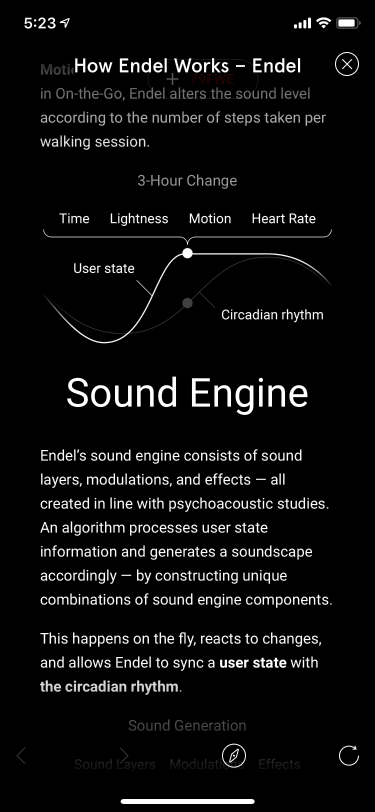 5:23
How Endel Works – Endel
Motion
in On-the-Go, Endel alters the sound level
according to the number of steps taken per
walking session.
3-Hour Change
Time Lightness Motion Heart Rate
User state
Circadian rhythm
Sound Engine
Endel’s sound engine consists of sound
layers, modulations, and effects — all
created in line with psychoacoustic studies.
An algorithm processes user state
information and generates a soundscape
accordingly — by constructing unique
combinations of sound engine components.
This happens on the fly, reacts to changes,
and allows Endel to sync a user state with
the circadian rhythm.
Sound Generation
Sound Layers Modulations Effects